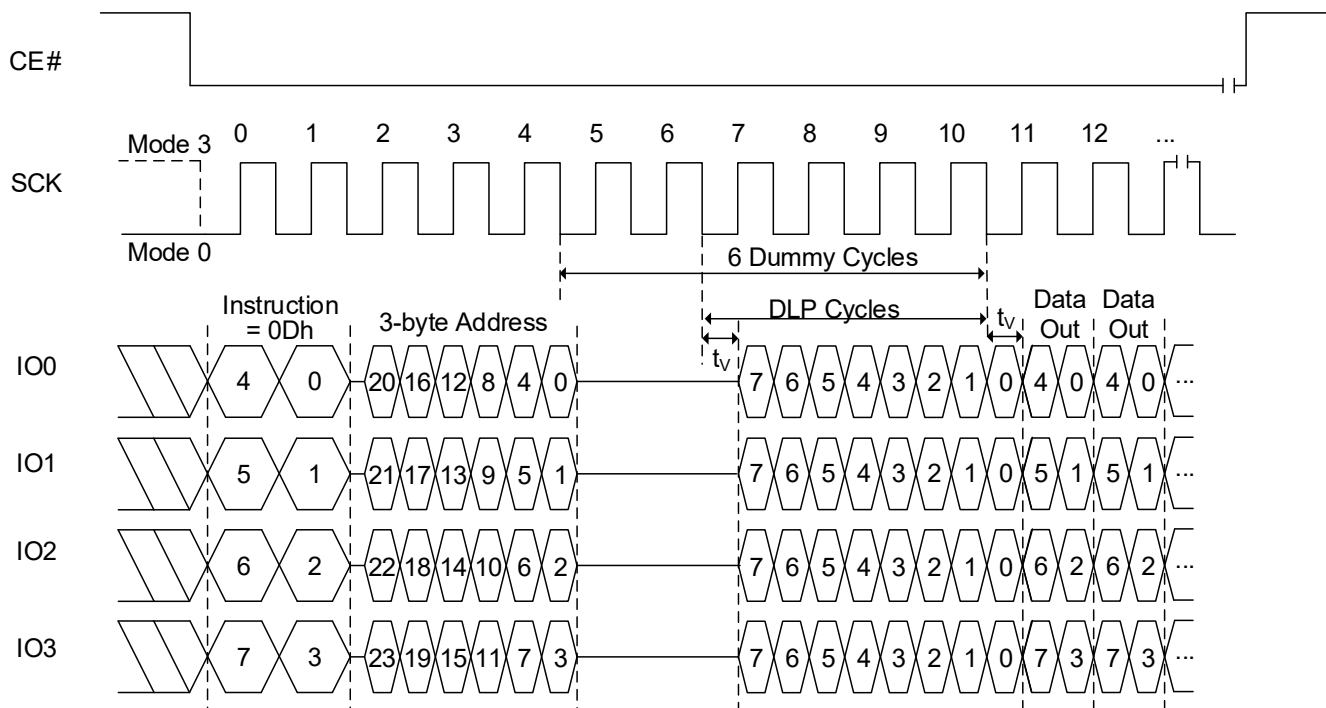 CE#
0 1 2 3 4 5 6 7 8 9 10 11 12 ...
Mode 3
SCK
Mode 0
6 Dummy Cycles
Instruction = 0Dh
3-byte Address
DLP Cycles
tV
Data Out
Data Out
tV
IO0 4 0 20 16 12 8 4 0 7 6 5 4 3 2 1 0 4 0 4 0 ...
IO1 5 1 21 17 13 9 5 1 7 6 5 4 3 2 1 0 5 1 5 1 ...
IO2 6 2 22 18 14 10 6 2 7 6 5 4 3 2 1 0 6 2 6 2 ...
IO3 7 3 23 19 15 11 7 3 7 6 5 4 3 2 1 0 7 3 7 3 ...